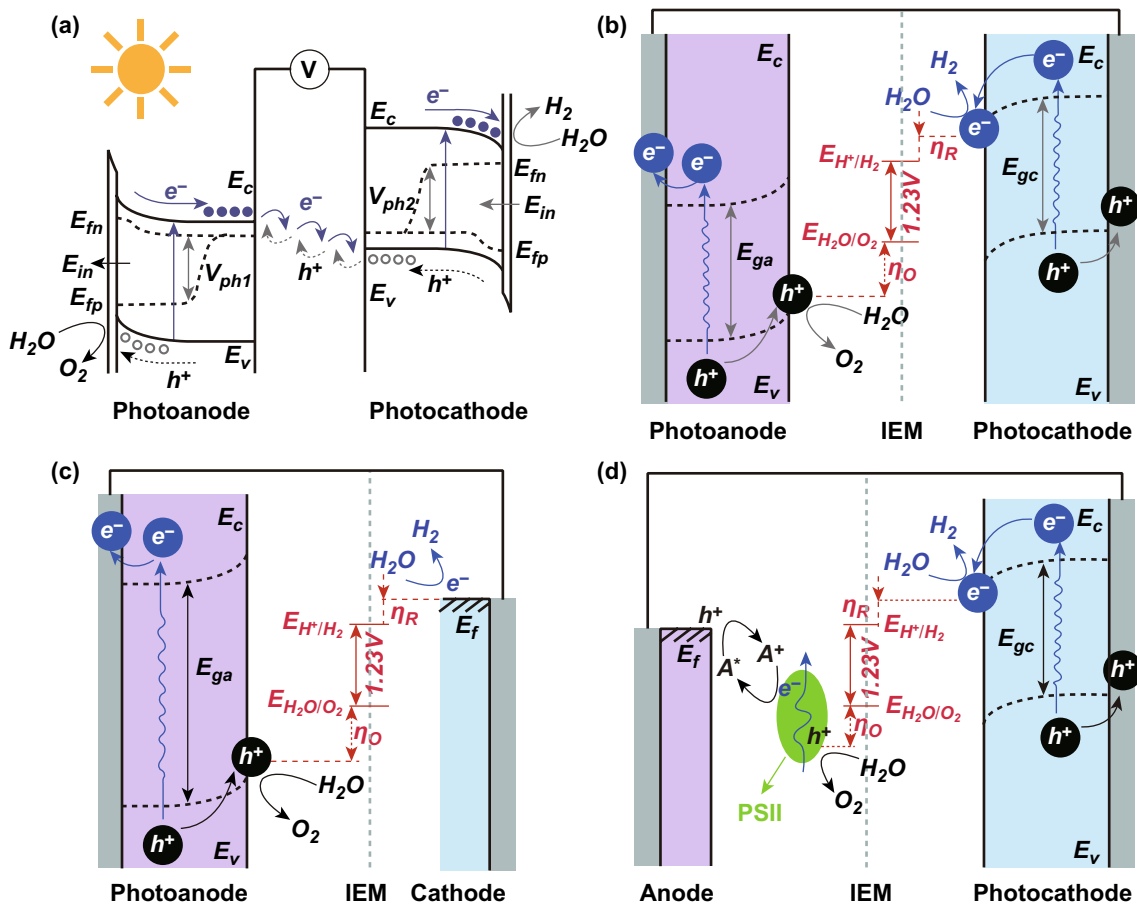 (a)
V
e⁻
H₂
E_c
H₂O
E_fn
V_ph2
E_in
E_fp
E_v
h⁺
e⁻
E_c
e⁻
E_fn
E_in
V_ph1
h⁺
E_fp
H₂O
O₂
E_v
h⁺
Photoanode
Photocathode
(b)
E_c
H₂
e⁻
E_c
H₂O
e⁻
e⁻
e⁻
η_R
E_H⁺/H₂
E_gc
1.23V
h⁺
E_H₂O/O₂
E_ga
η_O
h⁺
h⁺
H₂O
O₂
h⁺
E_v
E_v
Photoanode
IEM
Photocathode
(c)
E_c
e⁻
e⁻
H₂
H₂O
e⁻
η_R
E_f
E_H⁺/H₂
1.23V
E_ga
E_H₂O/O₂
η_O
h⁺
H₂O
O₂
h⁺
E_v
Photoanode
IEM
Cathode
(d)
H₂
e⁻
E_c
H₂O
e⁻
h⁺
η_R
E_H⁺/H₂
E_f
A⁺
A*
1.23V
E_gc
h⁺
e⁻
E_H₂O/O₂
η_O
h⁺
h⁺
H₂O
O₂
PSII
E_v
Anode
IEM
Photocathode